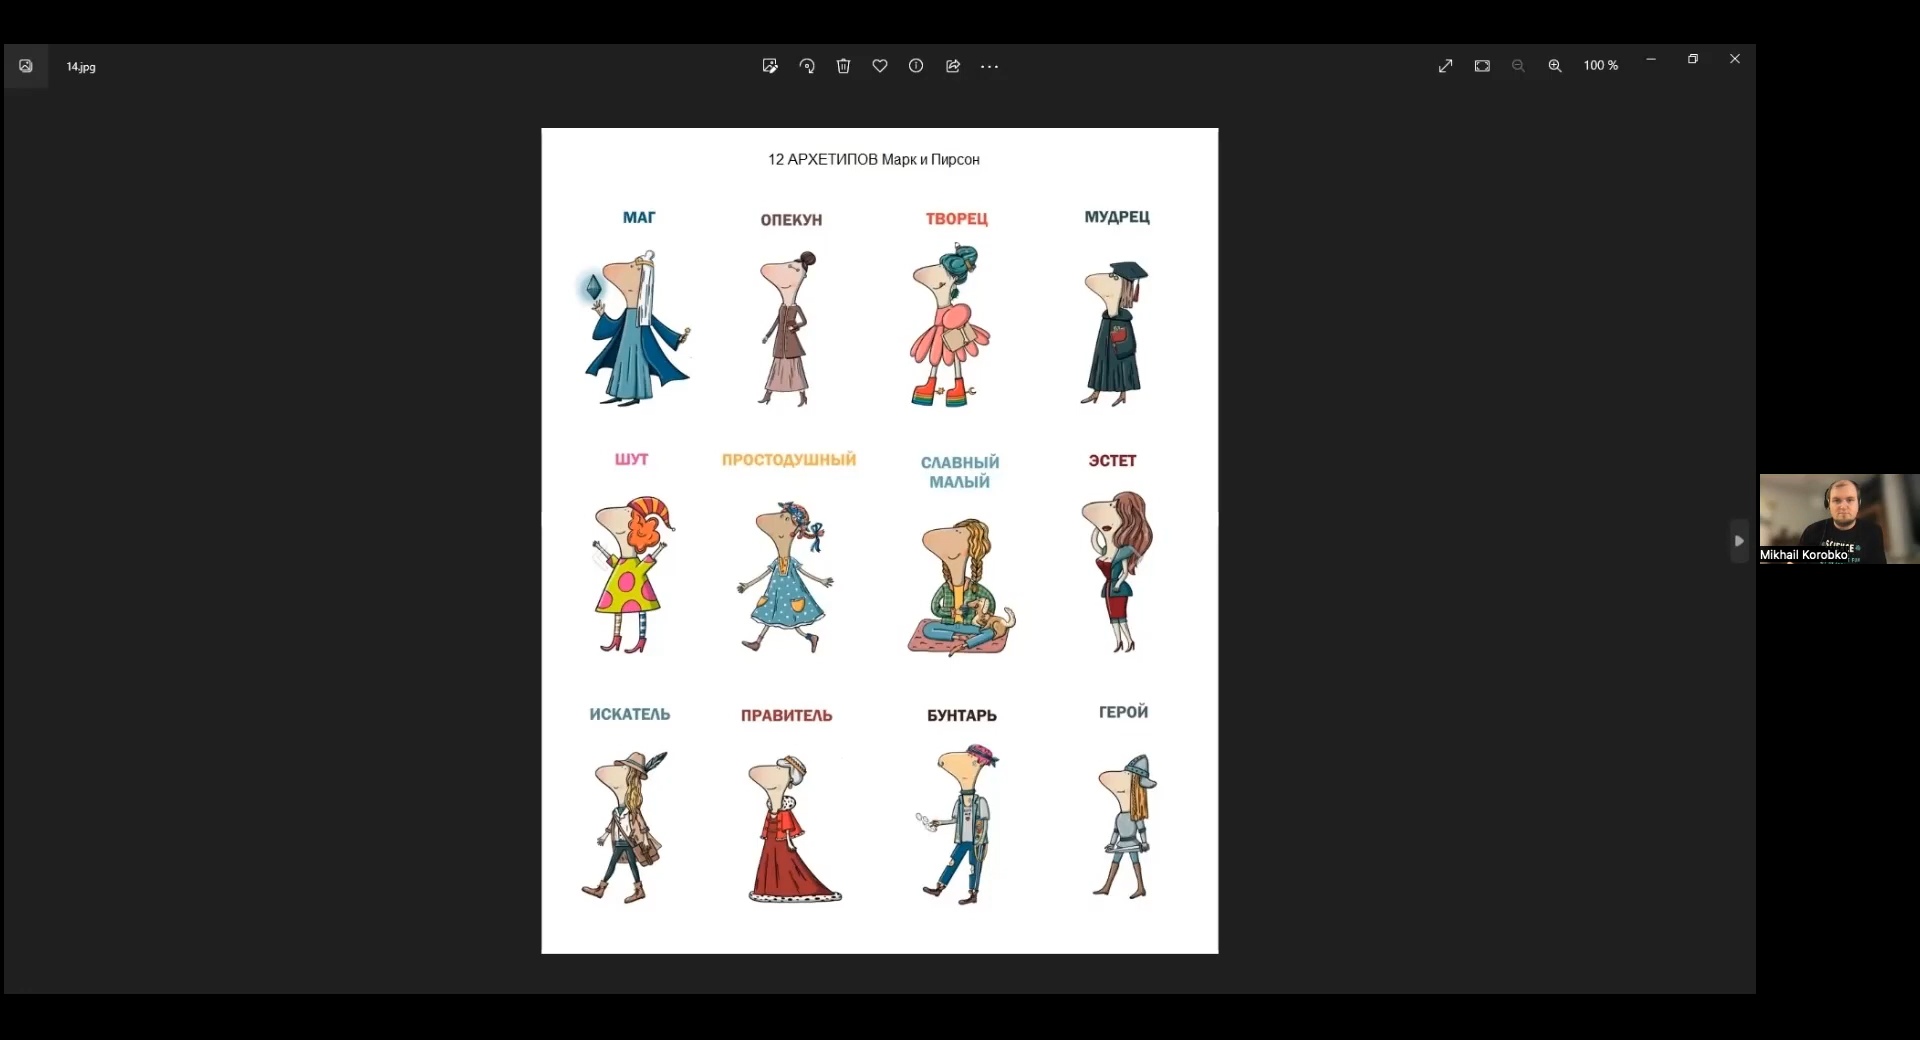 14.jpg
100 %
12 АРХЕТИПОВ Марк и Пирсон
МАГ
ОПЕКУН
ТВОРЕЦ
МУДРЕЦ
ШУТ
ПРОСТОДУШНЫЙ
СЛАВНЫЙ
МАЛЫЙ
ЭСТЕТ
ИСКАТЕЛЬ
ПРАВИТЕЛЬ
БУНТАРЬ
ГЕРОЙ
Mikhail Korobko